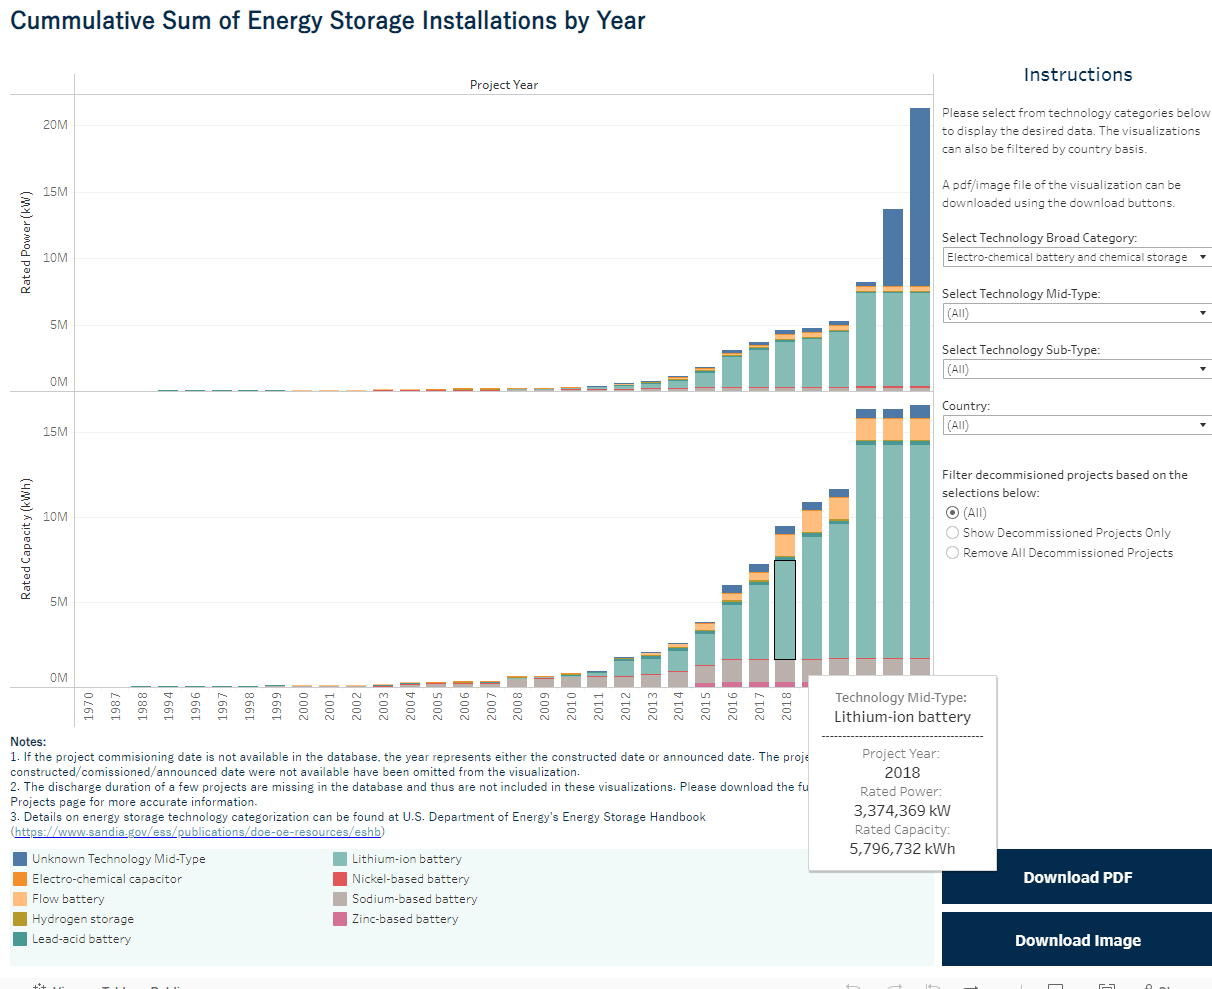 Cummulative Sum of Energy Storage Installations by Year
Project Year
20M
15M
10M
5M
0M
Rated Power (kW)
15M
10M
5M
0M
Rated Capacity (kWh)
1970
1987
1988
1994
1996
1997
1998
1999
2000
2001
2002
2003
2004
2005
2006
2007
2008
2009
2010
2011
2012
2013
2014
2015
2016
2017
2018
Technology Mid-Type:
Lithium-ion battery
Project Year:
2018
Rated Power:
3,374,369 kW
Rated Capacity:
5,796,732 kWh
Notes:
1. If the project commisioning date is not available in the database, the year represents either the constructed date or announced date. The
constructed/comissioned/announced date were not available have been omitted from the visualization.
2. The discharge duration of a few projects are missing in the database and thus are not included in these visualizations. Please download the
Projects page for more accurate information.
3. Details on energy storage technology categorization can be found at U.S. Department of Energy's Energy Storage Handbook
(https://www.sandia.gov/ess/publications/doe-oe-resources/eshb)
Unknown Technology Mid-Type
Electro-chemical capacitor
Flow battery
Hydrogen storage
Lead-acid battery
Lithium-ion battery
Nickel-based battery
Sodium-based battery
Zinc-based battery
Instructions
Please select from technology categories below
to display the desired data. The visualizations
can also be filtered by country basis.
A pdf/image file of the visualization can be
downloaded using the download buttons.
Select Technology Broad Category:
Electro-chemical battery and chemical storage
Select Technology Mid-Type:
(All)
Select Technology Sub-Type:
(All)
Country:
(All)
Filter decommisioned projects based on the
selections below:
(All)
Show Decommissioned Projects Only
Remove All Decommissioned Projects
Download PDF
Download Image